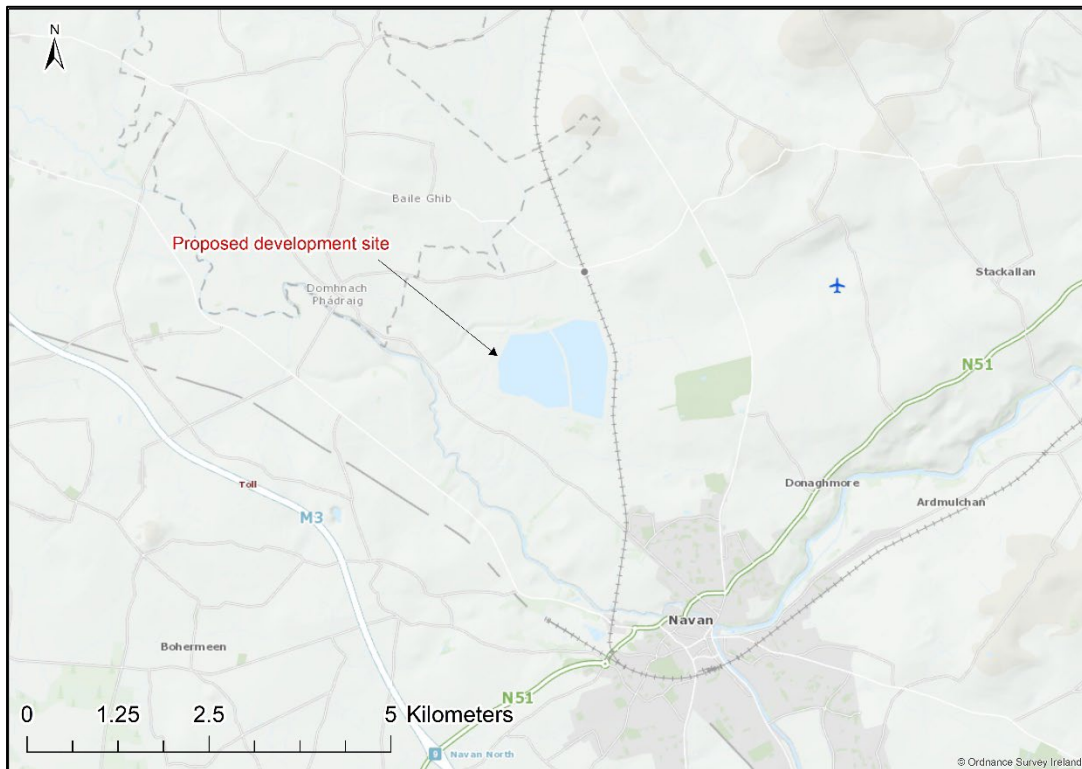 N
Baile Ghib
Proposed development site
Stackallan
Domhnach
Phádraig
N51
Toll
Donaghmore
Ardmulchan
M3
Navan
Bohermeen
N51
0 1.25 2.5 5 Kilometers
9 Navan North
© Ordnance Survey Ireland